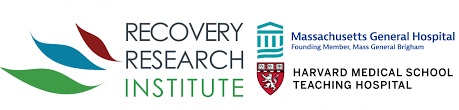 RECOVERY
RESEARCH
INSTITUTE
Massachusetts General Hospital
Founding Member, Mass General Brigham
HARVARD MEDICAL SCHOOL
TEACHING HOSPITAL